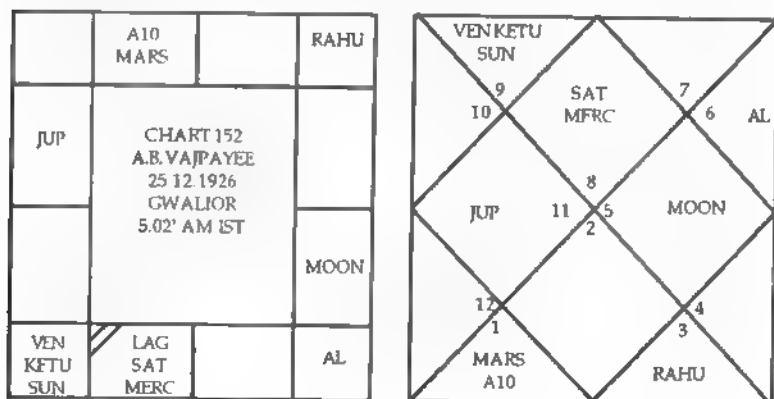 A10
MARS
RAHU
JUP
CHART 152
A.B. VAJPAYEE
25 12.1926
GWALIOR
5.02' AM IST
MOON
VEN
KETU
SUN
LAG
SAT
MERC
AL
VEN KETU
SUN
9
10
SAT
MERC
7
6
AL
8
JUP
11
5
2
MOON
12
1
4
3
MARS
A10
RAHU